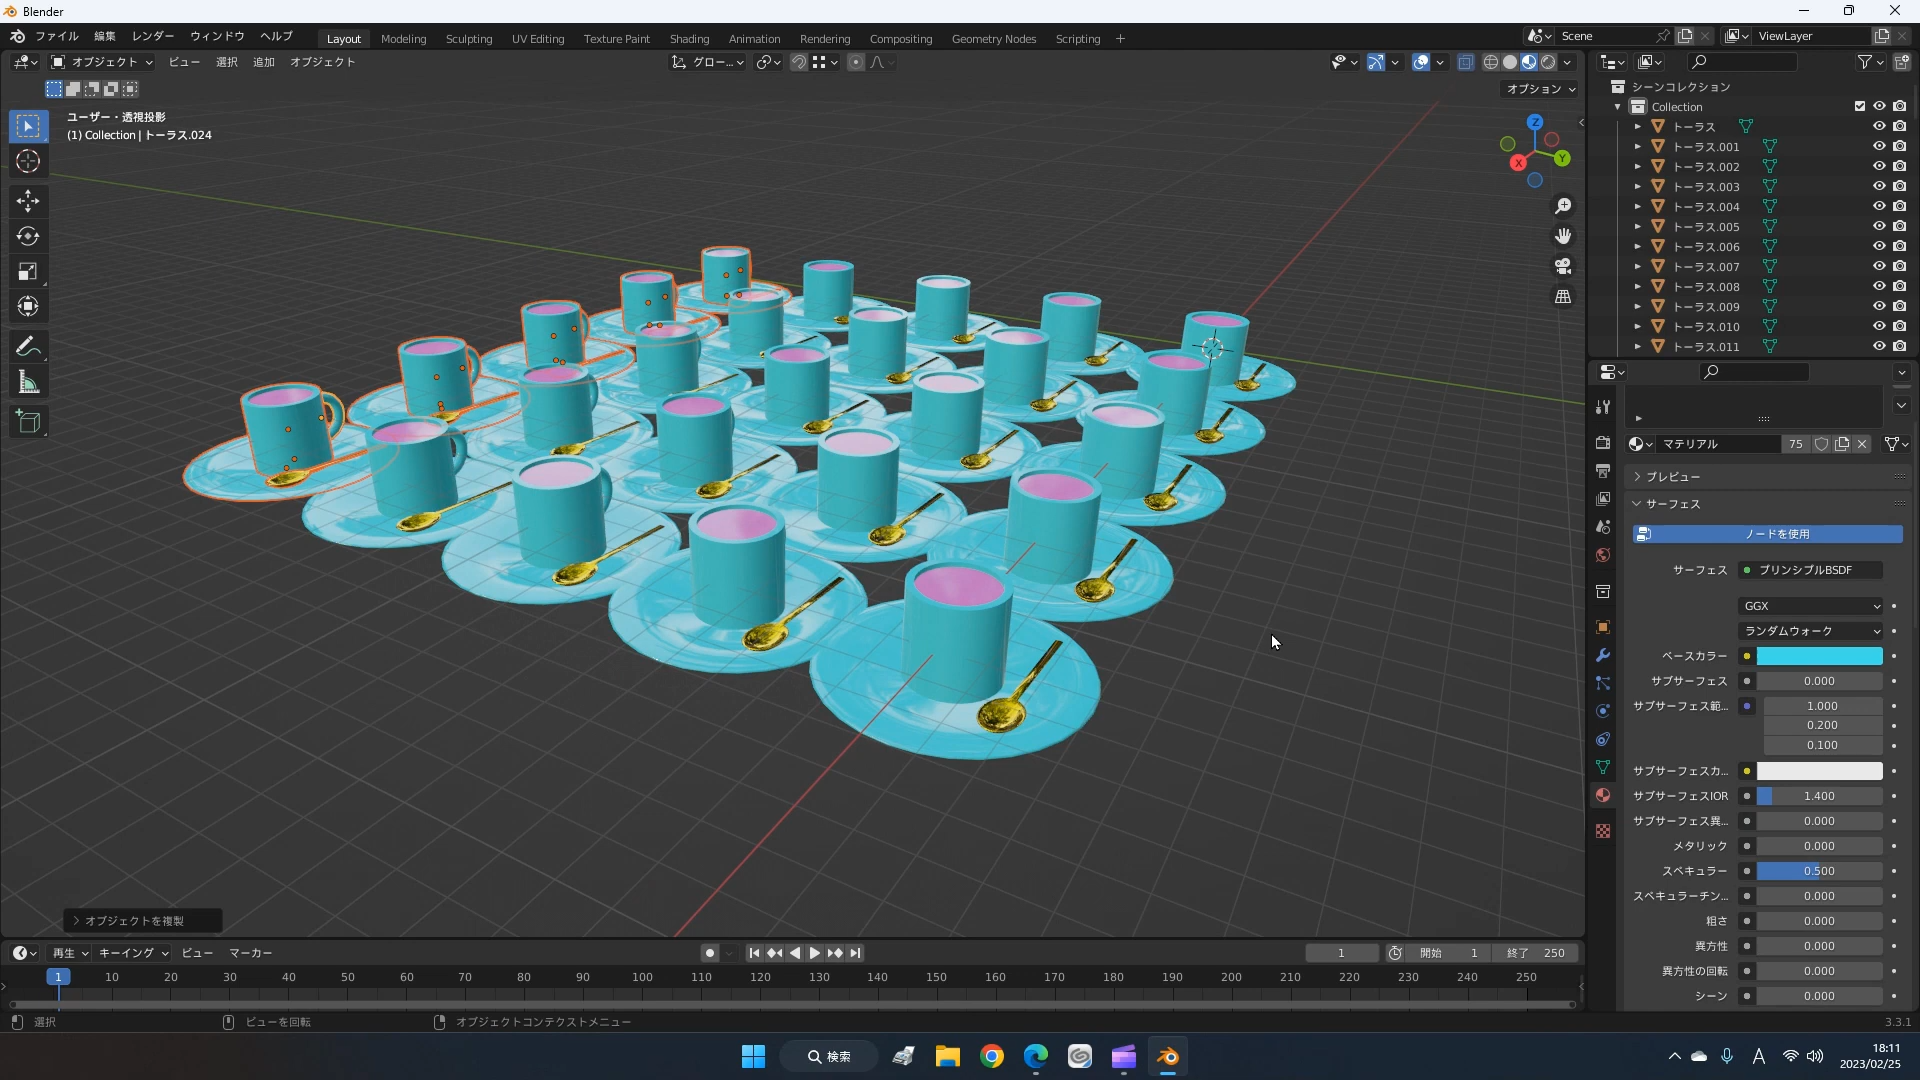 Blender
ファイル 編集 レンダー ウィンドウ ヘルプ Layout Modeling Sculpting UV Editing Texture Paint Shading Animation Rendering Compositing Geometry Nodes Scripting + Scene ViewLayer
オブジェクト ビュー 選択 追加 オブジェクト グロー...
オプション
ユーザー・透視投影
(1) Collection | トーラス.024
Z
Y
X
シーンコレクション
Collection
トーラス
トーラス.001
トーラス.002
トーラス.003
トーラス.004
トーラス.005
トーラス.006
トーラス.007
トーラス.008
トーラス.009
トーラス.010
トーラス.011
マテリアル 75
プレビュー
サーフェス
ノードを使用
サーフェス プリンシプルBSDF
GGX
ランダムウォーク
ベースカラー
サブサーフェス 0.000
サブサーフェス範... 1.000
0.200
0.100
サブサーフェスカ...
サブサーフェスIOR 1.400
サブサーフェス異... 0.000
メタリック 0.000
スペキュラー 0.500
スペキュラーチン... 0.000
粗さ 0.000
異方性 0.000
異方性の回転 0.000
シーン 0.000
オブジェクトを複製
再生 キーイング ビュー マーカー 1 開始 1 終了 250
1 10 20 30 40 50 60 70 80 90 100 110 120 130 140 150 160 170 180 190 200 210 220 230 240 250
選択 ビューを回転 オブジェクトコンテクストメニュー 3.3.1
検索 A 18:11
2023/02/25